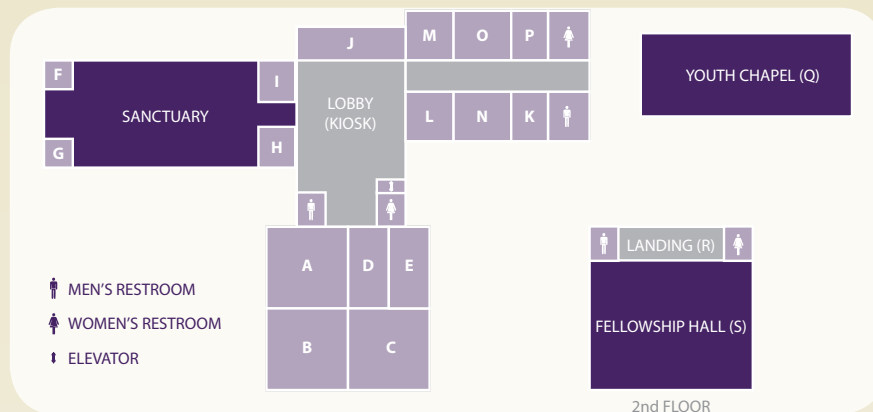 M O P
J
YOUTH CHAPEL (Q)
F
I
LOBBY
(KIOSK)
SANCTUARY
L N K
G
H
LANDING (R)
A D E
MEN'S RESTROOM
WOMEN'S RESTROOM
FELLOWSHIP HALL (S)
B C
ELEVATOR
2nd FLOOR